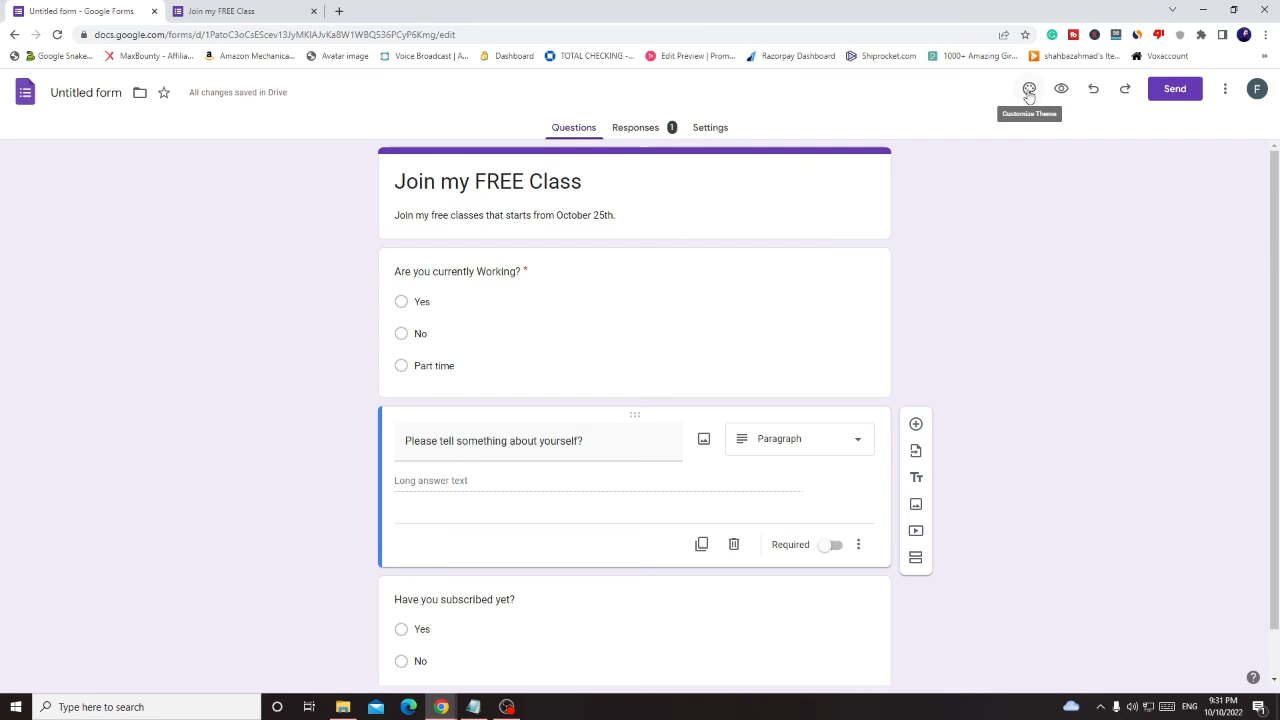 Untitled form - Google Forms
Join my FREE Class
docs.google.com/forms/d/1PatoC3oCsEScev13JyMKlAJvKa8W1WBQS36PCyP6Kmg/edit
Google Snake...
MaxBounty - Affilia...
Amazon Mechanica...
Avatar images
Dashboard
TOTAL CHECKING -...
Edit Preview | Prom...
Razorpay Dashboard
Shiprocket.com
1000+ Amazing Gir...
shahbazahmad's Ite...
Voxaccount
Untitled form
All changes saved in Drive
Send
F
Customize Theme
Questions
Responses 1
Settings
Join my FREE Class
Join my free classes that starts from October 25th.
Are you currently Working? *
Yes
No
Part time
Please tell something about yourself?
Paragraph
Long answer text
Required
Have you subscribed yet?
Yes
No
Type here to search
ENG
9:31 PM
10/10/2022